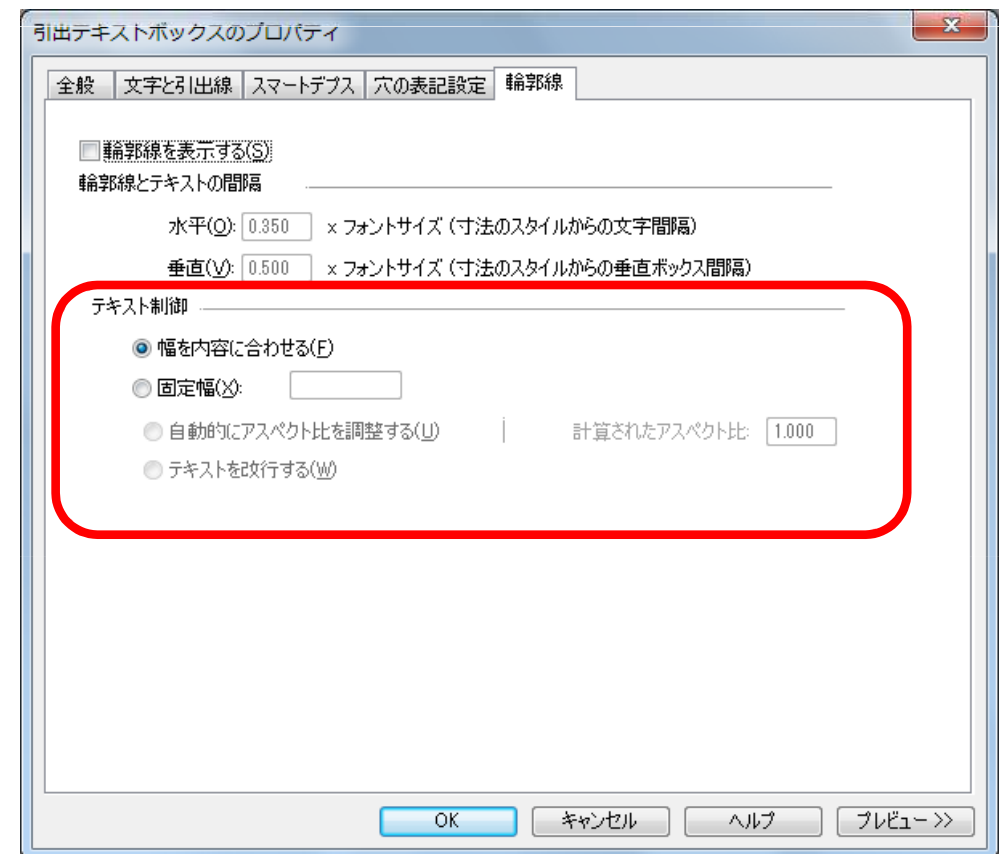 引出テキストボックスのプロパティ
全般 文字と引出線 スマートデプス 穴の表記設定 輪郭線
輪郭線を表示する(S)
輪郭線とテキストの間隔
水平(O): 0.350 x フォントサイズ (寸法のスタイルからの文字間隔)
垂直(V): 0.500 x フォントサイズ (寸法のスタイルからの垂直ボックス間隔)
テキスト制御
幅を内容に合わせる(F)
固定幅(X):
自動的にアスペクト比を調整する(U) 計算されたアスペクト比: 1.000
テキストを改行する(W)
OK キャンセル ヘルプ プレビュー >>